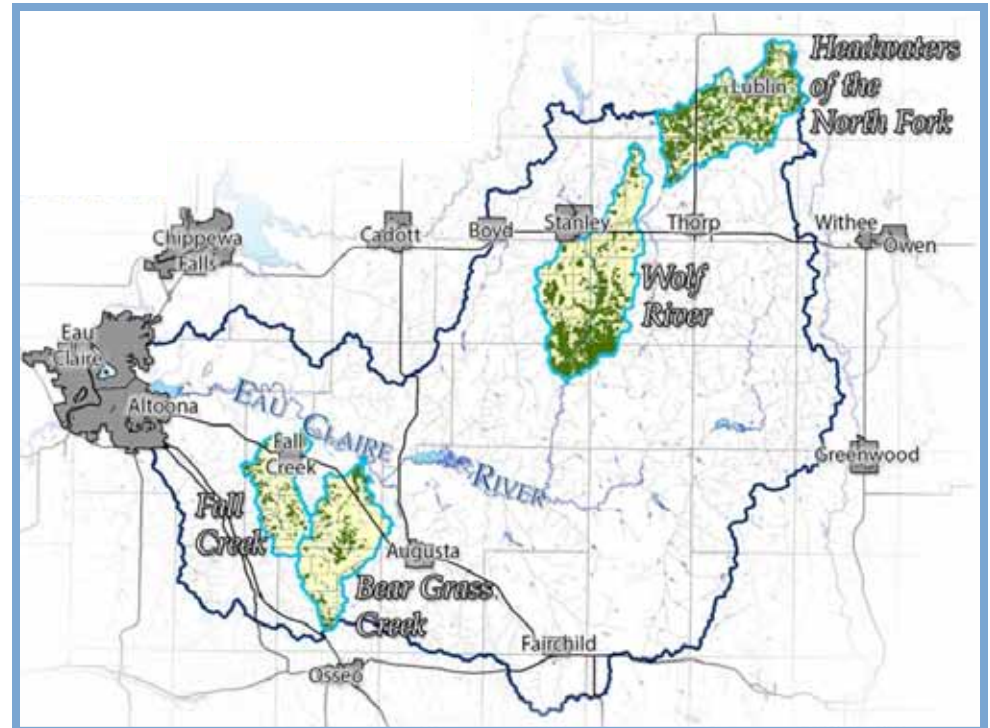 Headwaters
of the
North Fork
Lublin
Chippewa
Falls
Cadott
Boyd
Stanley
Thorp
Withee
Owen
Wolf
River
Eau
Claire
Altoona
EAU CLAIRE RIVER
Fall
Creek
Greenwood
Fall
Creek
Augusta
Bear Grass
Creek
Fairchild
Osseo